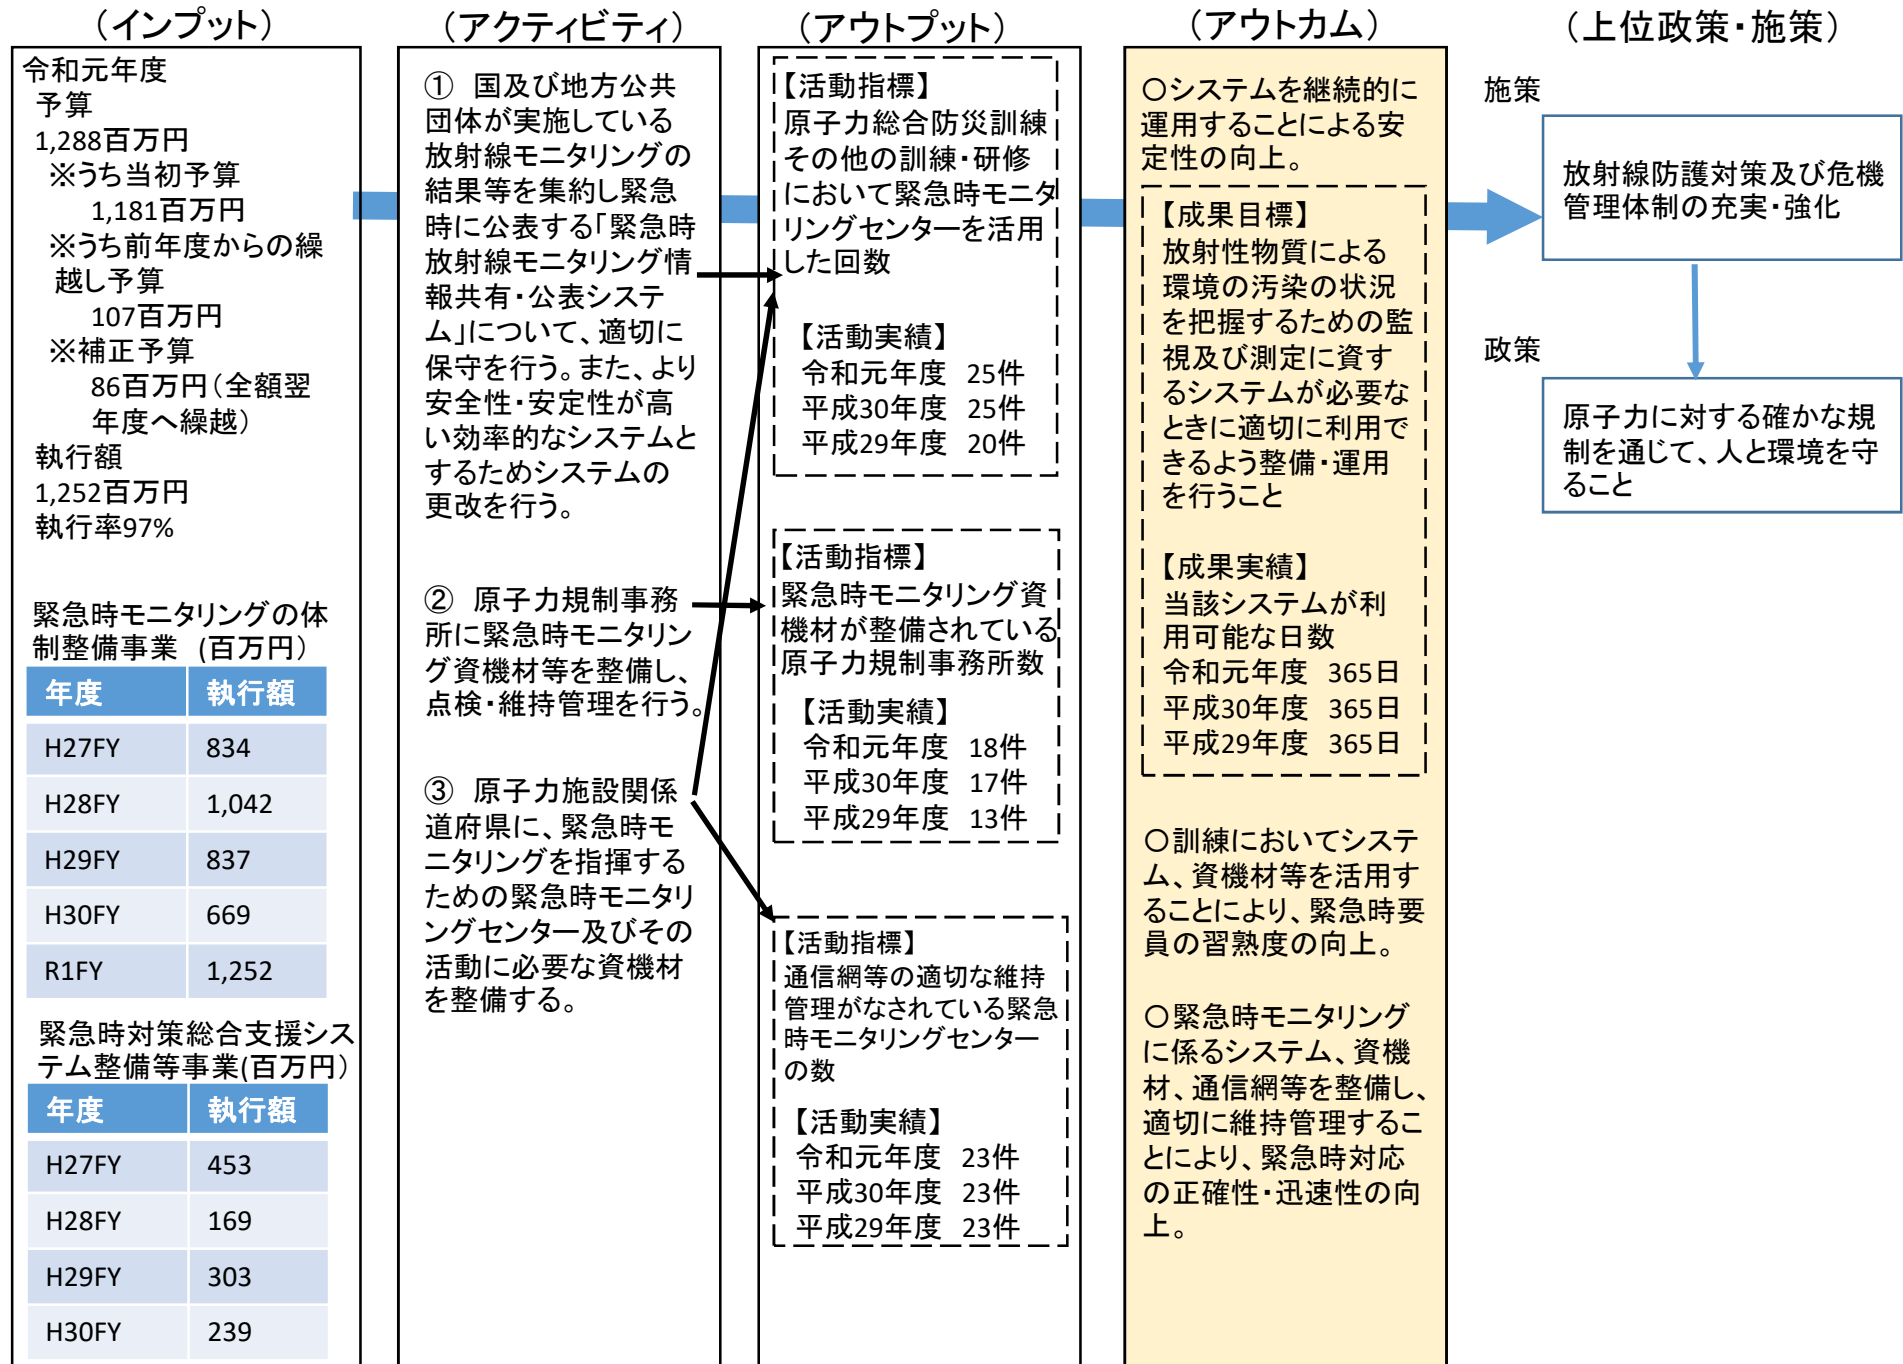 （インプット）
令和元年度
予算
1,288百万円
※うち当初予算
1,181百万円
※うち前年度からの繰
越し予算
107百万円
※補正予算
86百万円（全額翌
年度へ繰越）
執行額
1,252百万円
執行率97%
緊急時モニタリングの体
制整備事業 (百万円）
年度 執行額
H27FY 834
H28FY 1,042
H29FY 837
H30FY 669
R1FY 1,252
緊急時対策総合支援シス
テム整備等事業(百万円）
年度 執行額
H27FY 453
H28FY 169
H29FY 303
H30FY 239
（アクティビティ）
① 国及び地方公共
団体が実施している
放射線モニタリングの
結果等を集約し緊急
時に公表する「緊急時
放射線モニタリング情
報共有・公表システ
ム」について、適切に
保守を行う。また、より
安全性・安定性が高
い効率的なシステムと
するためシステムの
更改を行う。
② 原子力規制事務
所に緊急時モニタリン
グ資機材等を整備し、
点検・維持管理を行う。
③ 原子力施設関係
道府県に、緊急時モ
ニタリングを指揮する
ための緊急時モニタリ
ングセンター及びその
活動に必要な資機材
を整備する。
（アウトプット）
【活動指標】
原子力総合防災訓練
その他の訓練・研修
において緊急時モニタ
リングセンターを活用
した回数
【活動実績】
令和元年度 25件
平成30年度 25件
平成29年度 20件
【活動指標】
緊急時モニタリング資
機材が整備されている
原子力規制事務所数
【活動実績】
令和元年度 18件
平成30年度 17件
平成29年度 13件
【活動指標】
通信網等の適切な維持
管理がなされている緊急
時モニタリングセンター
の数
【活動実績】
令和元年度 23件
平成30年度 23件
平成29年度 23件
（アウトカム）
○システムを継続的に
運用することによる安
定性の向上。
【成果目標】
放射性物質による
環境の汚染の状況
を把握するための監
視及び測定に資す
るシステムが必要な
ときに適切に利用で
きるよう整備・運用
を行うこと
【成果実績】
当該システムが利
用可能な日数
令和元年度 365日
平成30年度 365日
平成29年度 365日
○訓練においてシステ
ム、資機材等を活用す
ることにより、緊急時要
員の習熟度の向上。
○緊急時モニタリング
に係るシステム、資機
材、通信網等を整備し、
適切に維持管理するこ
とにより、緊急時対応
の正確性・迅速性の向
上。
（上位政策・施策）
施策
放射線防護対策及び危機
管理体制の充実・強化
政策
原子力に対する確かな規
制を通じて、人と環境を守
ること